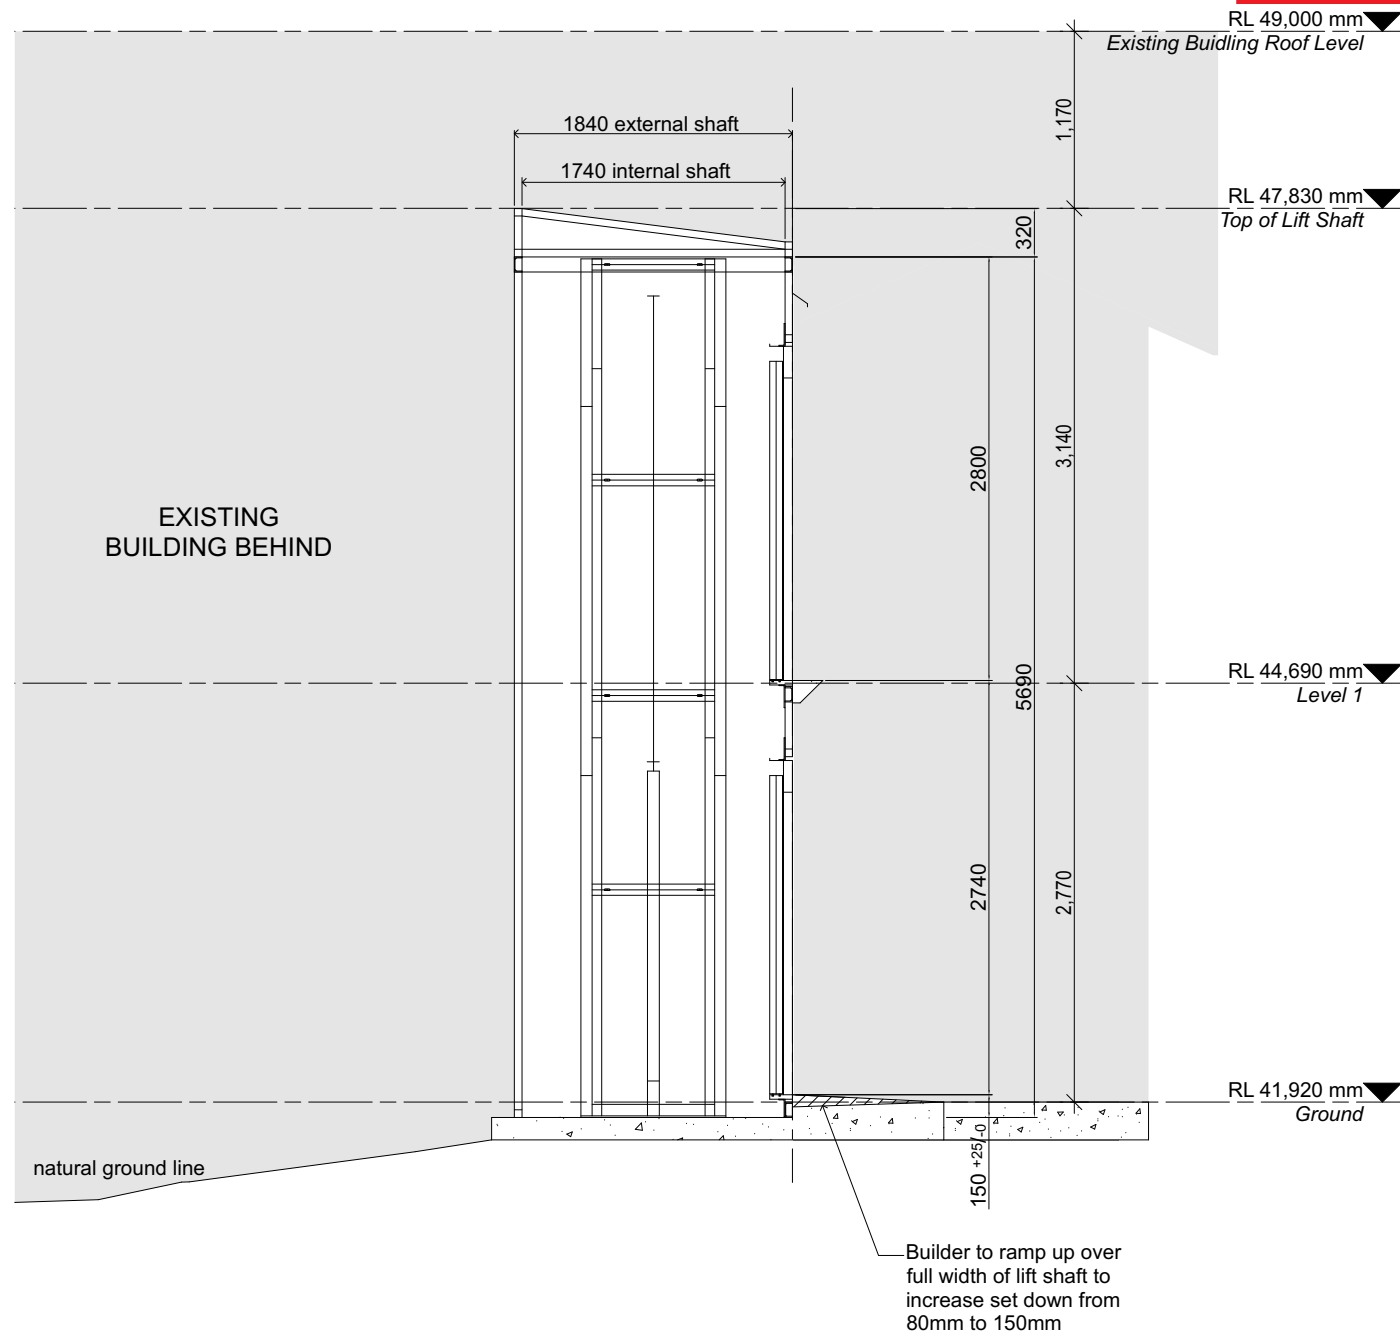 RL 49,000 mm
Existing Buidling Roof Level
1840 external shaft
1,170
1740 internal shaft
RL 47,830 mm
Top of Lift Shaft
320
3,140
2800
EXISTING
BUILDING BEHIND
RL 44,690 mm
Level 1
5690
2740
2,770
RL 41,920 mm
Ground
150 +25/-0
natural ground line
Builder to ramp up over
full width of lift shaft to
increase set down from
80mm to 150mm